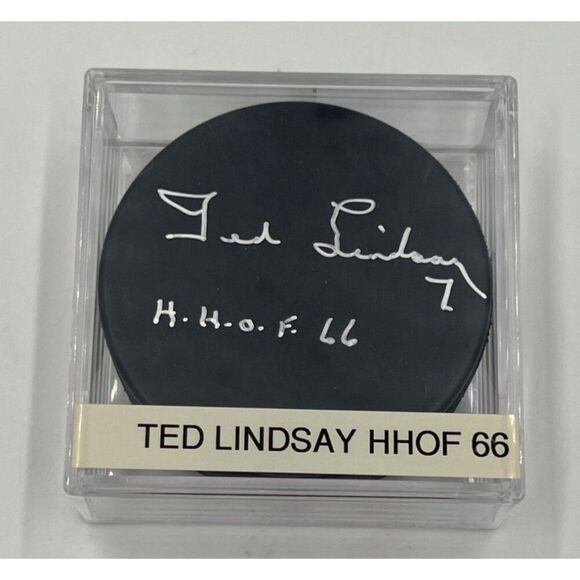 Ted Lindsay
7
H.H.O.F. 66
TED LINDSAY HHOF 66